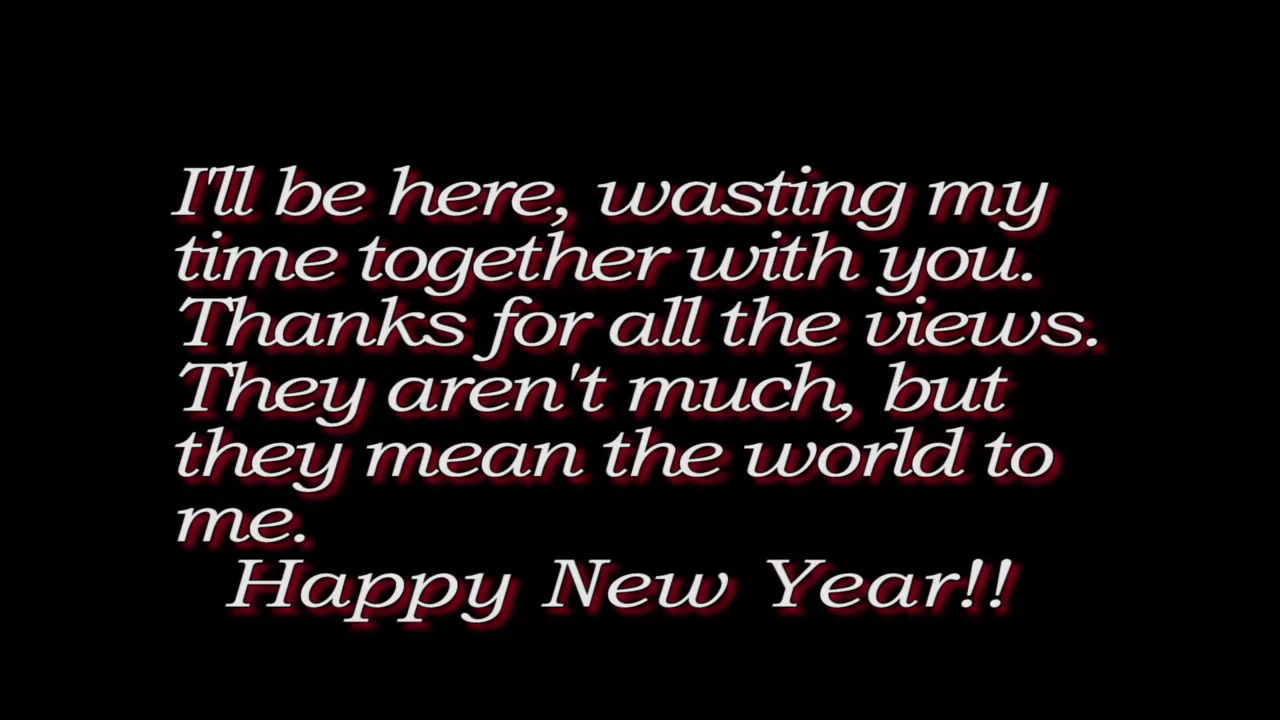 I'll be here, wasting my
time together with you.
Thanks for all the views.
They aren't much, but
they mean the world to
me.
Happy New Year!!